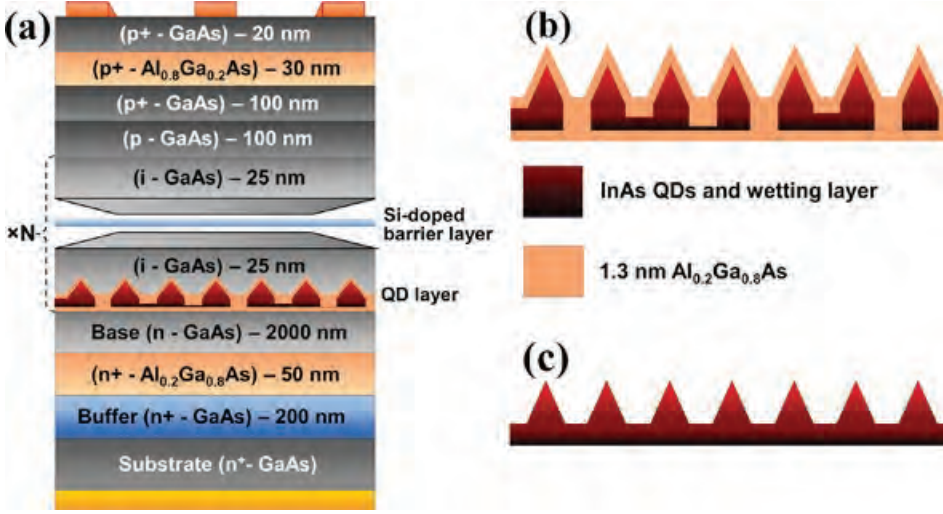 (a)
(p+ - GaAs) – 20 nm
(p+ - Al0.8Ga0.2As) – 30 nm
(p+ - GaAs) – 100 nm
(p - GaAs) – 100 nm
(i - GaAs) – 25 nm
×N
Si-doped
barrier layer
(i - GaAs) – 25 nm
QD layer
Base (n - GaAs) – 2000 nm
(n+ - Al0.2Ga0.8As) – 50 nm
Buffer (n+ - GaAs) – 200 nm
Substrate (n+- GaAs)
(b)
InAs QDs and wetting layer
1.3 nm Al0.2Ga0.8As
(c)